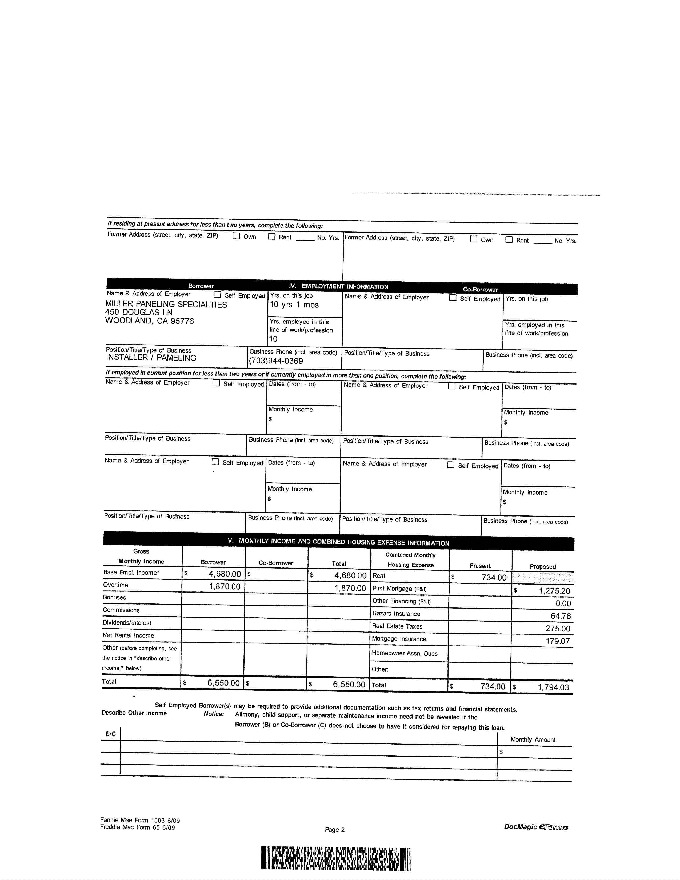 If residing at present address for less than two years, complete the following:
Former Address (street, city, state, ZIP) Own Rent No. Yrs. Former Address (street, city, state, ZIP) Own Rent No. Yrs.
Borrower IV. EMPLOYMENT INFORMATION Co-Borrower
Name & Address of Employer Self Employed Yrs. on this job Name & Address of Employer Self Employed Yrs. on this job
MILLER PANELING SPECIALTIES 10 yrs 1 mos
450 DOUGLAS LN
WOODLAND, CA 95776
Yrs. employed in this line of work/profession Yrs. employed in this line of work/profession
10
Position/Title/Type of Business Business Phone (incl. area code) Position/Title/Type of Business Business Phone (incl. area code)
INSTALLER / PAMELING (703)944-0369
If employed in current position for less than two years or if currently employed in more than one position, complete the following:
Name & Address of Employer Self Employed Dates (from - to) Name & Address of Employer Self Employed Dates (from - to)
Monthly Income Monthly Income
$ $
Position/Title/Type of Business Business Phone (incl. area code) Position/Title/Type of Business Business Phone (incl. area code)
Name & Address of Employer Self Employed Dates (from - to) Name & Address of Employer Self Employed Dates (from - to)
Monthly Income Monthly Income
$ $
Position/Title/Type of Business Business Phone (incl. area code) Position/Title/Type of Business Business Phone (incl. area code)
V. MONTHLY INCOME AND COMBINED HOUSING EXPENSE INFORMATION
Gross Monthly Income Borrower Co-Borrower Total Combined Monthly Housing Expense Present Proposed
Base Empl. Income* $ 4,680.00 $ $ 4,680.00 Rent $ 734.00
Overtime 1,870.00 1,870.00 First Mortgage (P&I) $ 1,275.20
Bonuses Other Financing (P&I) 0.00
Commissions Hazard Insurance 64.76
Dividends/Interest Real Estate Taxes 275.00
Net Rental Income Mortgage Insurance 179.07
Other (before completing, see the notice in "describe other income," below) Homeowner Assn. Dues
Other:
Total $ 6,550.00 $ $ 6,550.00 Total $ 734.00 $ 1,794.03
Self Employed Borrower(s) may be required to provide additional documentation such as tax returns and financial statements.
Describe Other Income Notice: Alimony, child support, or separate maintenance income need not be revealed if the
Borrower (B) or Co-Borrower (C) does not choose to have it considered for repaying this loan.
B/C Monthly Amount
$
Fannie Mae Form 1003 6/09
Freddie Mac Form 65 6/09
Page 2
DocMagic